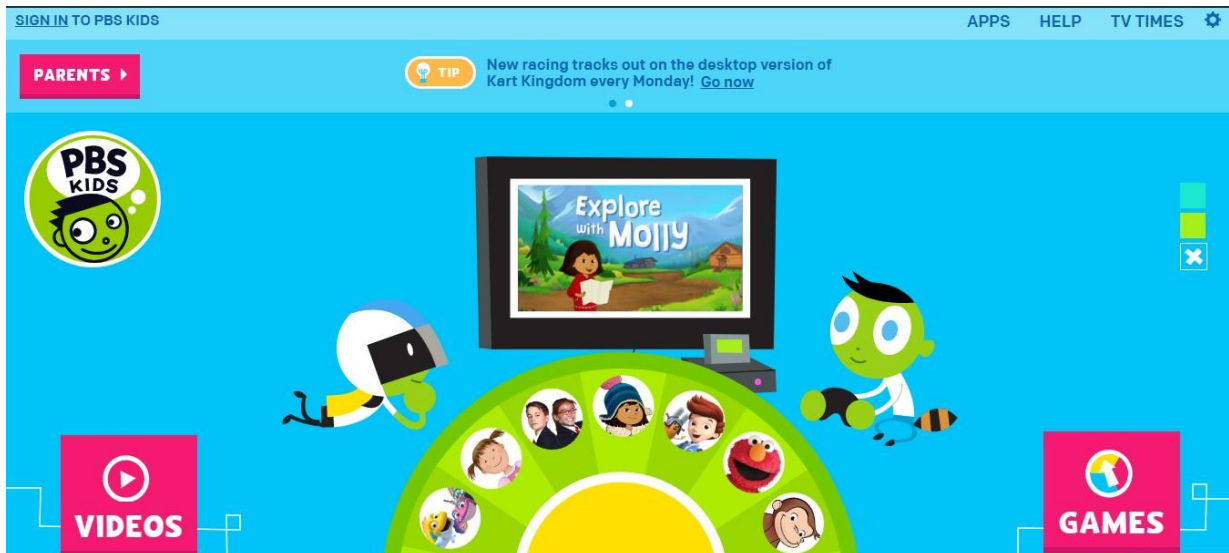 SIGN IN TO PBS KIDS
APPS
HELP
TV TIMES
PARENTS
TIP
New racing tracks out on the desktop version of
Kart Kingdom every Monday! Go now
PBS
KIDS
Explore
with Molly
VIDEOS
GAMES